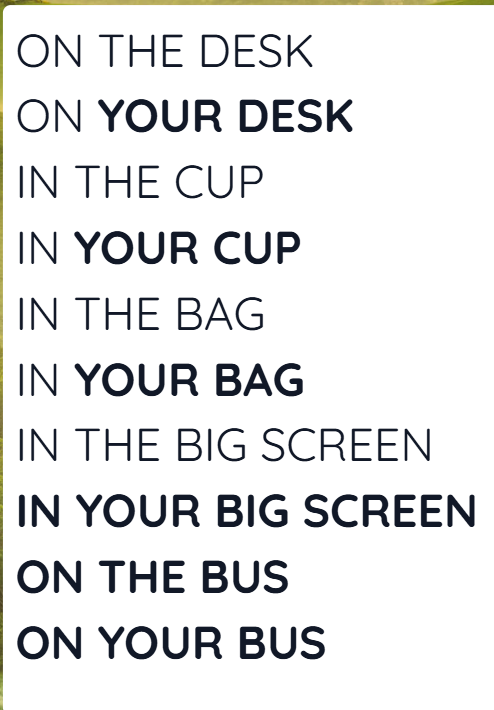 ON THE DESK
ON YOUR DESK
IN THE CUP
IN YOUR CUP
IN THE BAG
IN YOUR BAG
IN THE BIG SCREEN
IN YOUR BIG SCREEN
ON THE BUS
ON YOUR BUS